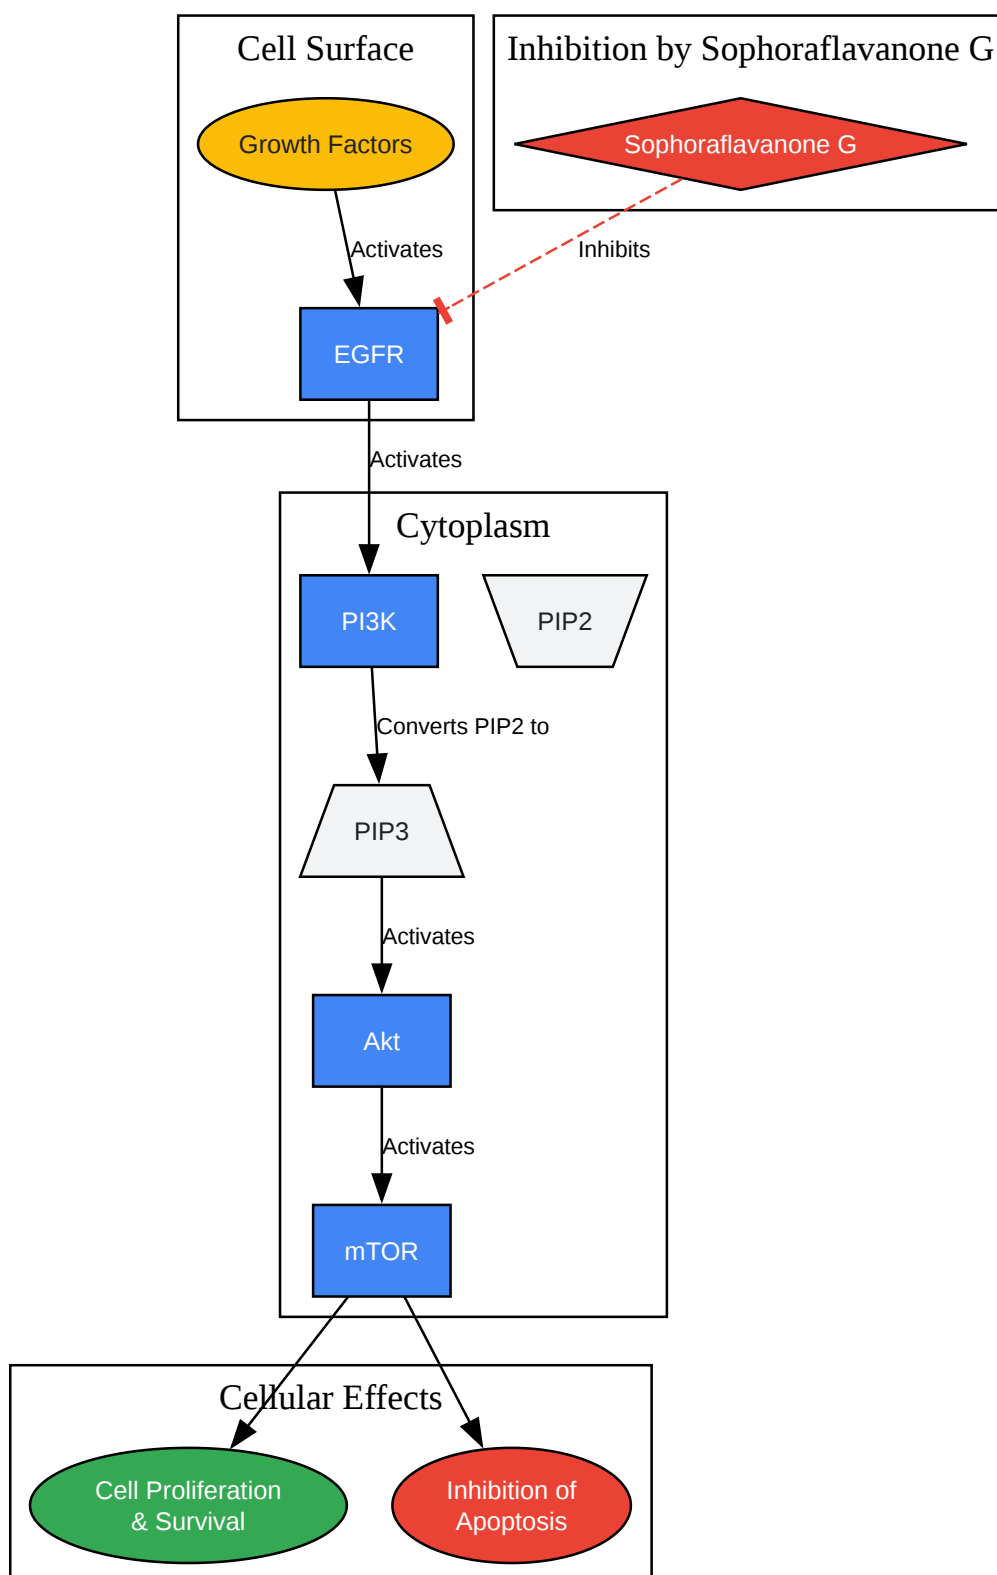 Cell Surface
Inhibition by Sophoraflavanone G
Growth Factors
Sophoraflavanone G
Activates
Inhibits
EGFR
Activates
Cytoplasm
PI3K
PIP2
Converts PIP2 to
PIP3
Activates
Akt
Activates
mTOR
Cellular Effects
Cell Proliferation
& Survival
Inhibition of
Apoptosis